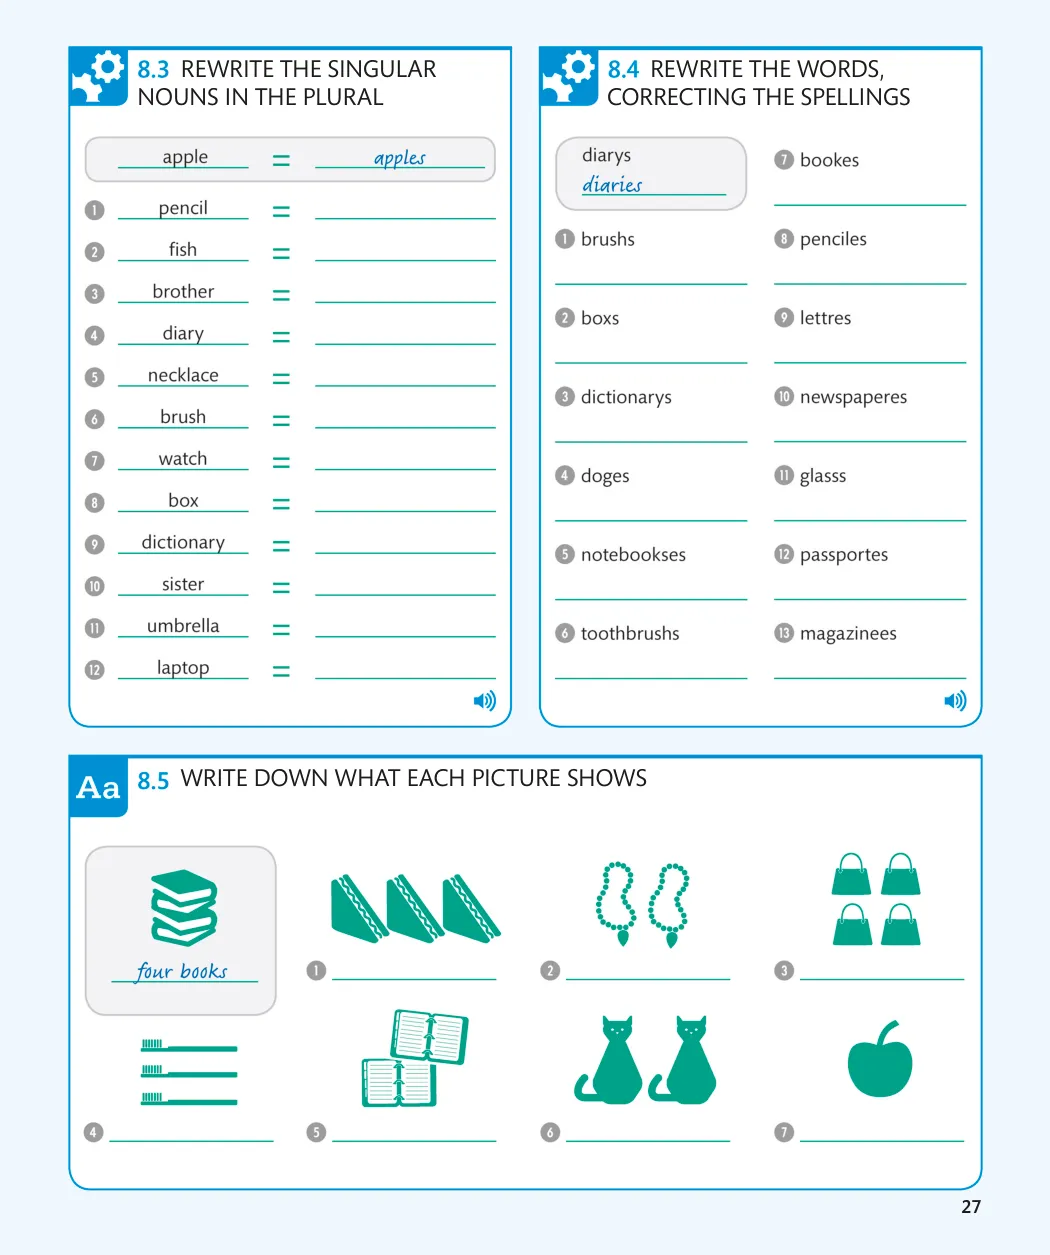 8.3 REWRITE THE SINGULAR
NOUNS IN THE PLURAL
apple = apples
1 pencil =
2 fish =
3 brother =
4 diary =
5 necklace =
6 brush =
7 watch =
8 box =
9 dictionary =
10 sister =
11 umbrella =
12 laptop =
8.4 REWRITE THE WORDS,
CORRECTING THE SPELLINGS
diarys
diaries
1 brushs
2 boxs
3 dictionarys
4 doges
5 notebookses
6 toothbrushs
7 bookes
8 penciles
9 lettres
10 newspaperes
11 glasss
12 passportes
13 magazinees
Aa 8.5 WRITE DOWN WHAT EACH PICTURE SHOWS
four books
1
2
3
4
5
6
7
27